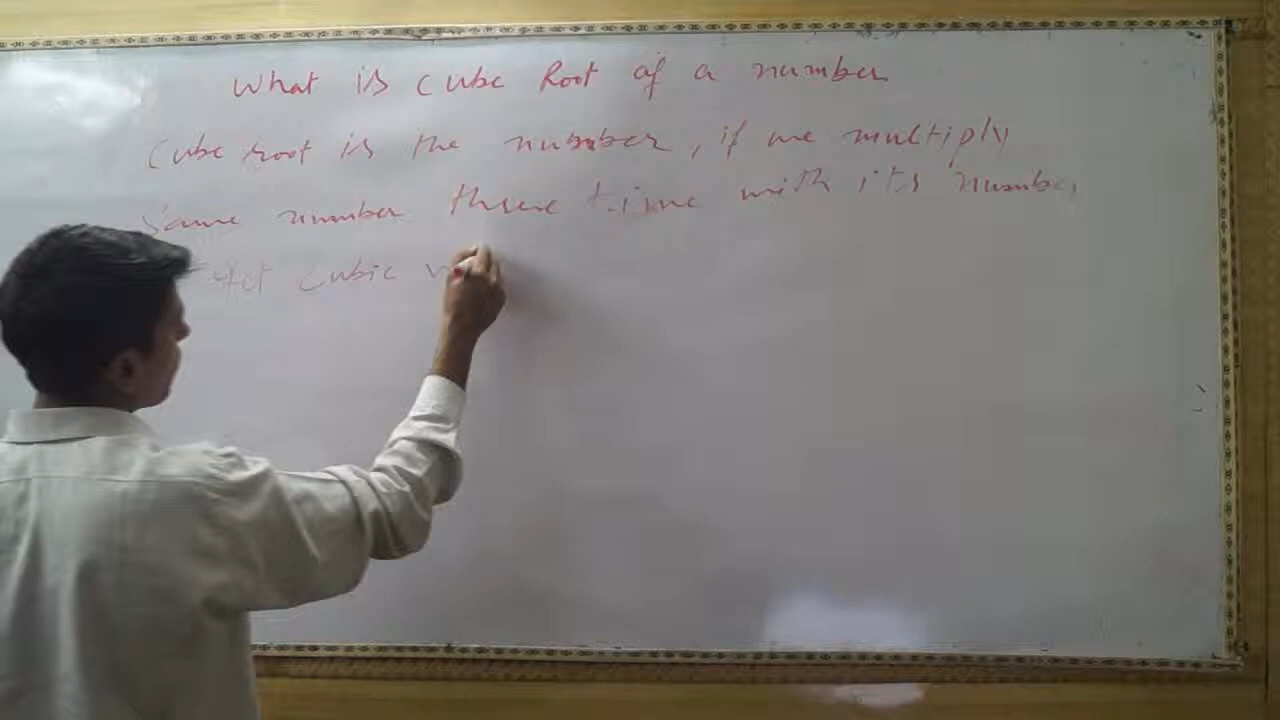 What is cube Root of a number
Cube root is the number, if we multiply
Same number three time with its number
cubic